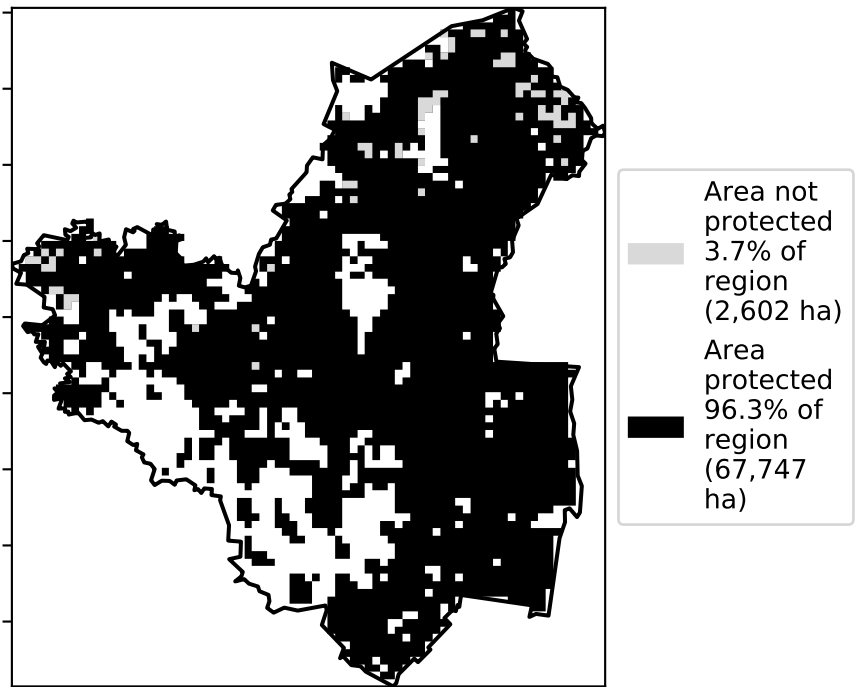 Area not
protected
3.7% of
region
(2,602 ha)
Area
protected
96.3% of
region
(67,747
ha)